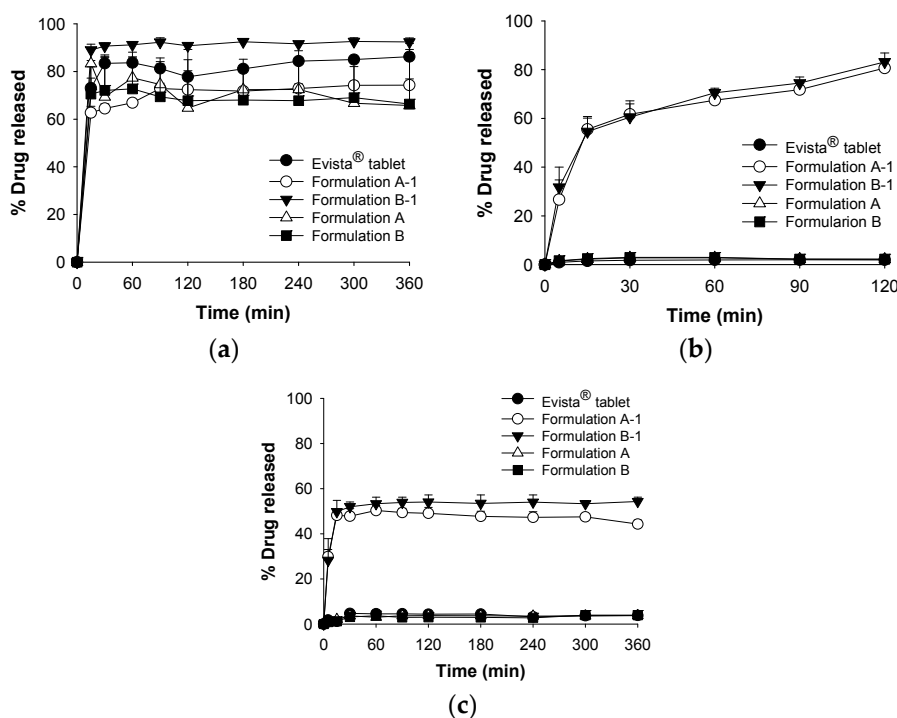 100
80
60
40
20
0
% Drug released
Evista® tablet
Formulation A-1
Formulation B-1
Formulation A
Formulation B
0 60 120 180 240 300 360
Time (min)
(a)
100
80
60
40
20
0
% Drug released
Evista® tablet
Formulation A-1
Formulation B-1
Formulation A
Formularion B
0 30 60 90 120
Time (min)
(b)
100
80
60
40
20
0
% Drug released
Evista® tablet
Formulation A-1
Formulation B-1
Formulation A
Formulation B
0 60 120 180 240 300 360
Time (min)
(c)